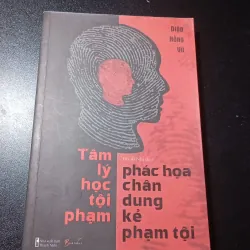 DIỆP
HỒNG VŨ
Tâm
lý
học
tội
phạm
phác họa
chân
dung
kẻ
phạm tội